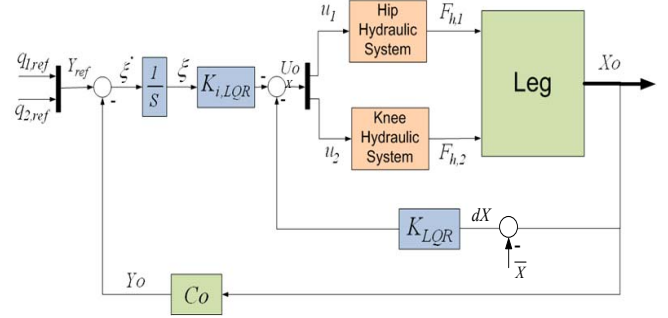 q1,ref
q2,ref
Yref
-
ξ̇
1
S
ξ
Ki,LQR
-
-
Uo
x
u1
u2
Hip
Hydraulic
System
Knee
Hydraulic
System
Fh,1
Fh,2
Leg
Xo
KLQR
dX
-
X̅
Yo
Co